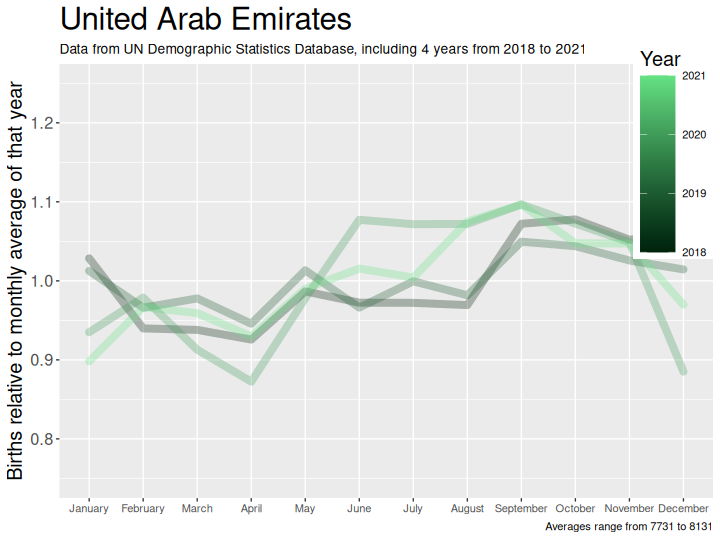 United Arab Emirates
Data from UN Demographic Statistics Database, including 4 years from 2018 to 2021
Year
2021
2020
2019
2018
Births relative to monthly average of that year
1.2
1.1
1.0
0.9
0.8
January February March April May June July August September October November December
Averages range from 7731 to 8131